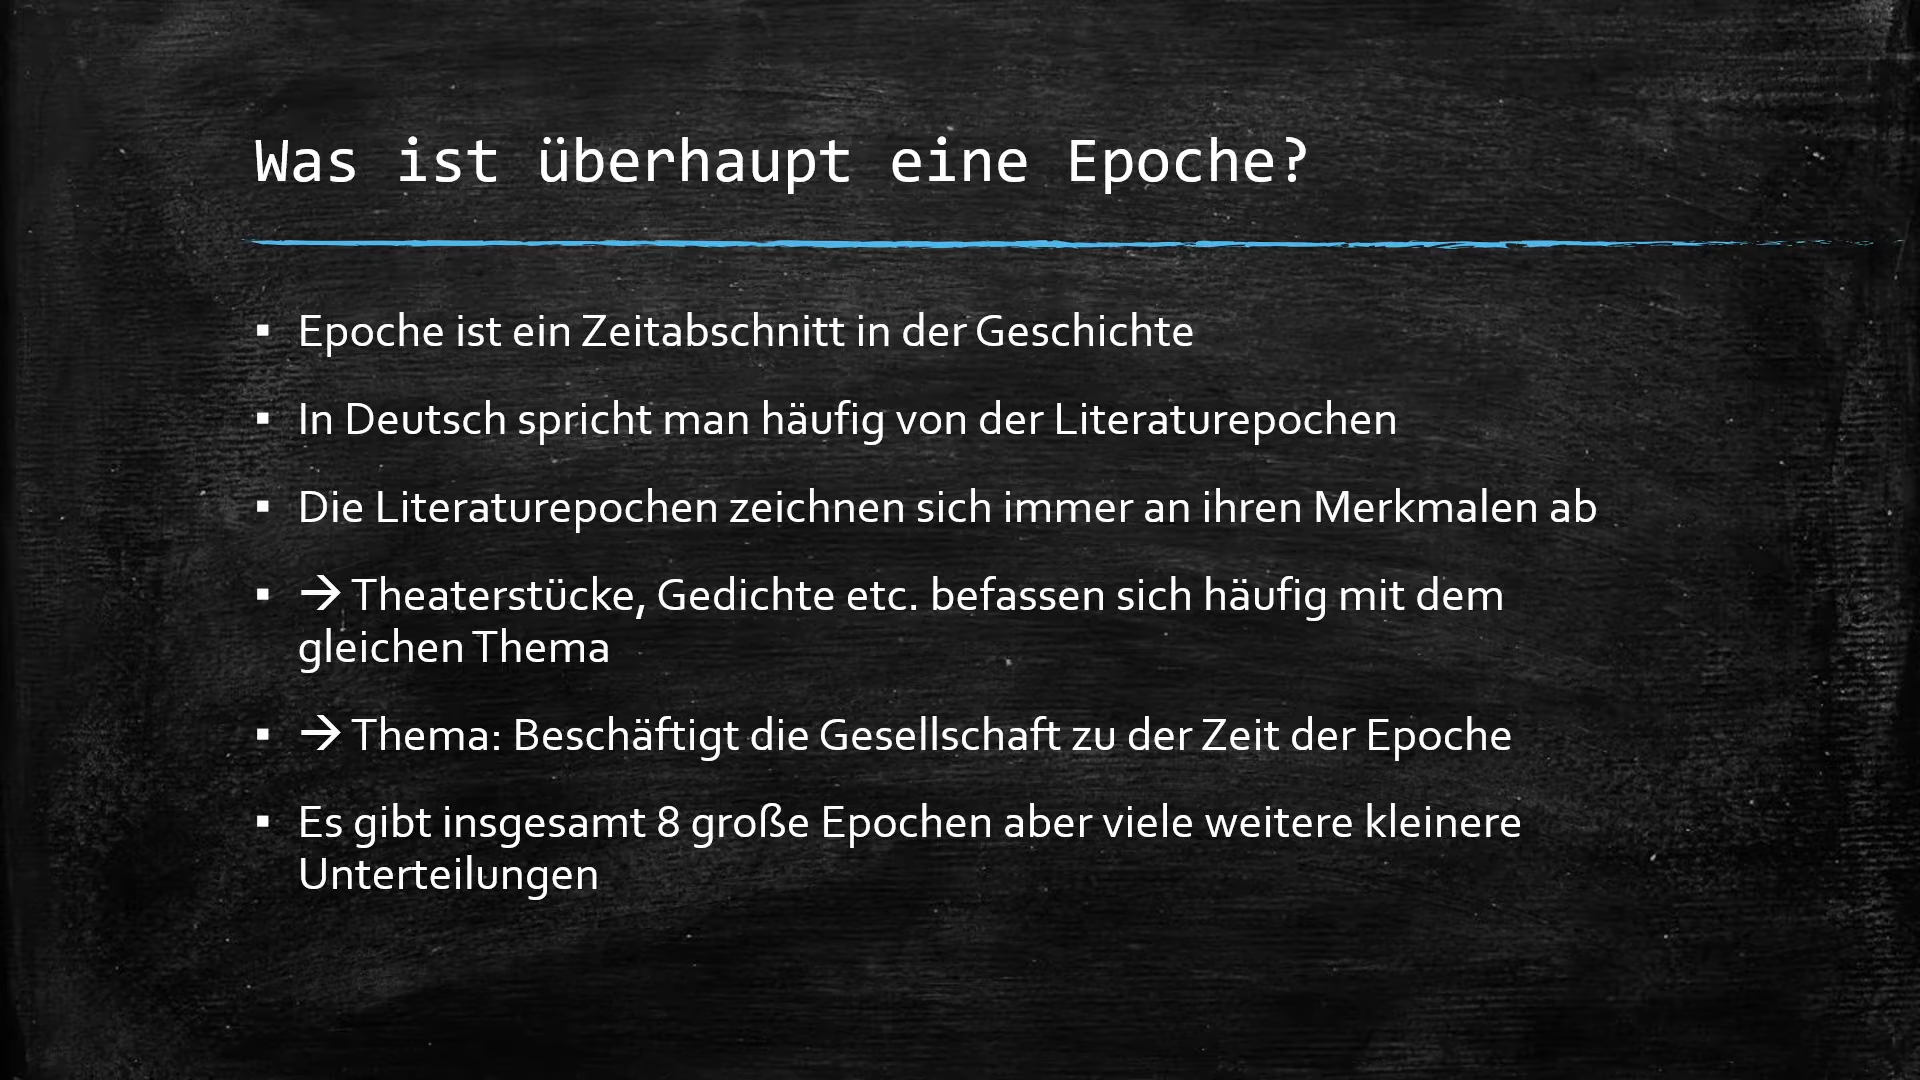 Was ist überhaupt eine Epoche?
▪ Epoche ist ein Zeitabschnitt in der Geschichte
▪ In Deutsch spricht man häufig von der Literaturepochen
▪ Die Literaturepochen zeichnen sich immer an ihren Merkmalen ab
▪ → Theaterstücke, Gedichte etc. befassen sich häufig mit dem
gleichen Thema
▪ → Thema: Beschäftigt die Gesellschaft zu der Zeit der Epoche
▪ Es gibt insgesamt 8 große Epochen aber viele weitere kleinere
Unterteilungen